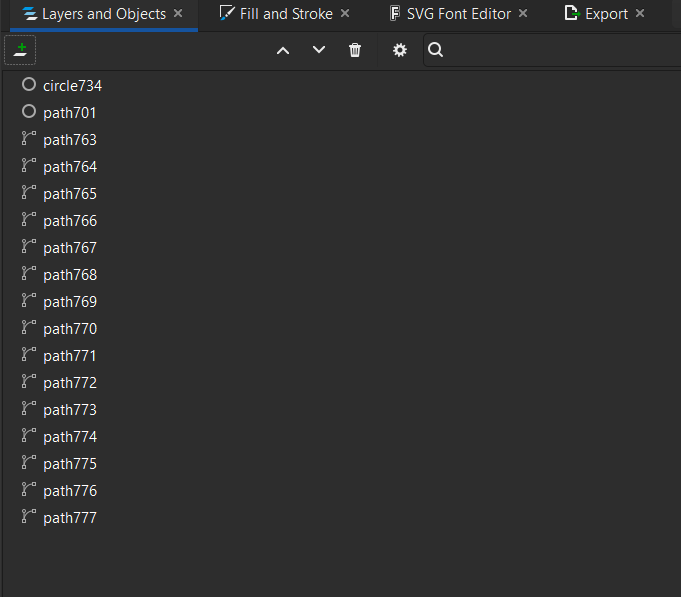 Layers and Objects Fill and Stroke SVG Font Editor Export
circle734
path701
path763
path764
path765
path766
path767
path768
path769
path770
path771
path772
path773
path774
path775
path776
path777